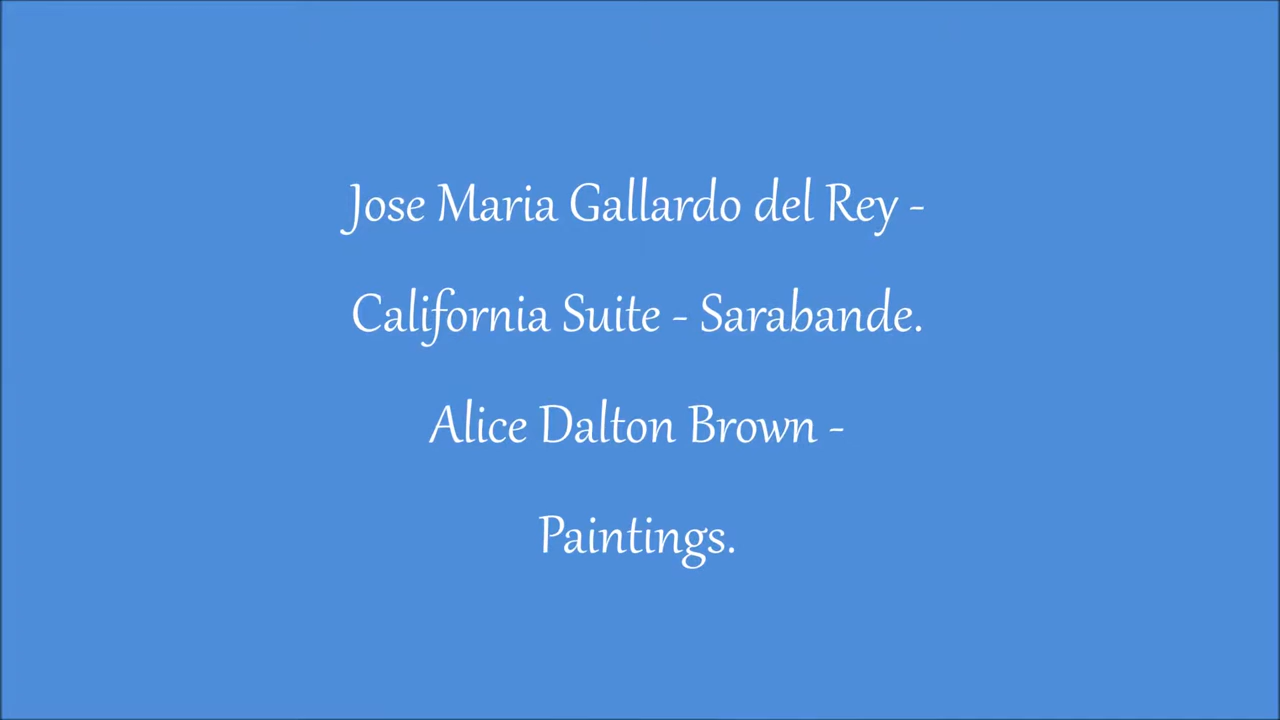 Jose Maria Gallardo del Rey -
California Suite - Sarabande.
Alice Dalton Brown -
Paintings.